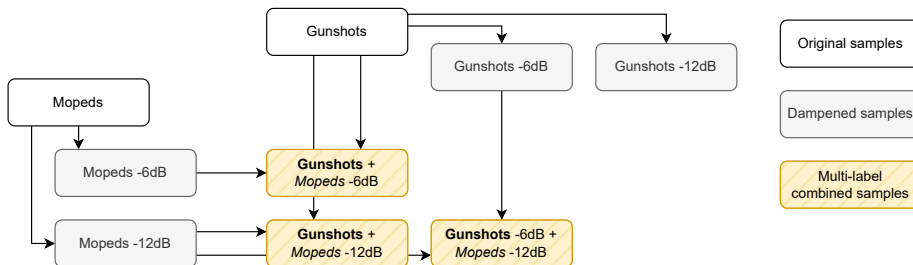 Gunshots
Original samples
Gunshots -6dB
Gunshots -12dB
Mopeds
Dampened samples
Mopeds -6dB
Gunshots +
Mopeds -6dB
Multi-label
combined samples
Mopeds -12dB
Gunshots +
Mopeds -12dB
Gunshots -6dB +
Mopeds -12dB